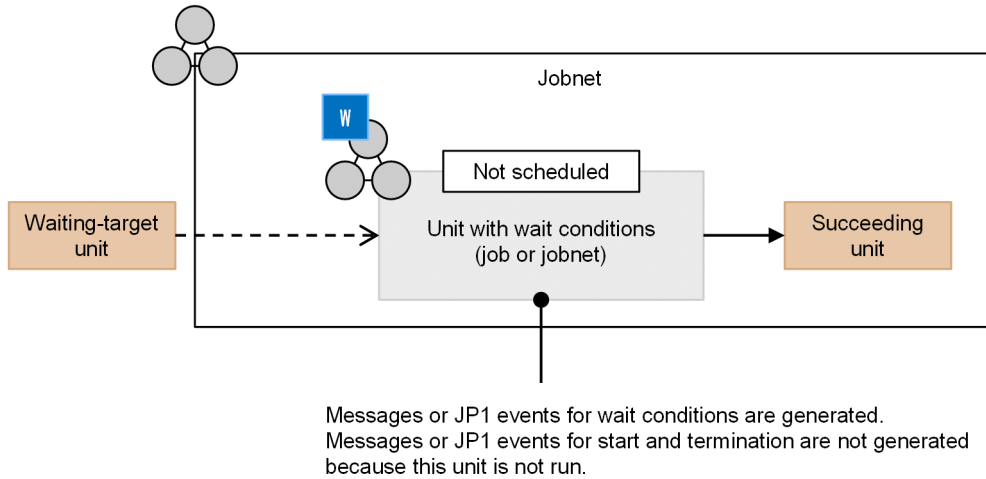 Jobnet
W
Not scheduled
Waiting-target
unit
Unit with wait conditions
(job or jobnet)
Succeeding
unit
Messages or JP1 events for wait conditions are generated.
Messages or JP1 events for start and termination are not generated
because this unit is not run.